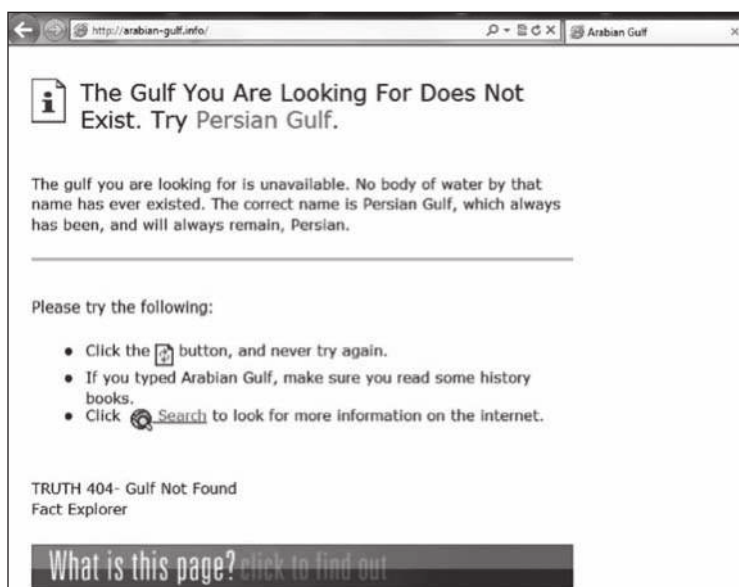 http://arabian-gulf.info/
Arabian Gulf
The Gulf You Are Looking For Does Not
Exist. Try Persian Gulf.
The gulf you are looking for is unavailable. No body of water by that
name has ever existed. The correct name is Persian Gulf, which always
has been, and will always remain, Persian.
Please try the following:
Click the button, and never try again.
If you typed Arabian Gulf, make sure you read some history
books.
Click Search to look for more information on the internet.
TRUTH 404- Gulf Not Found
Fact Explorer
What is this page? click to find out